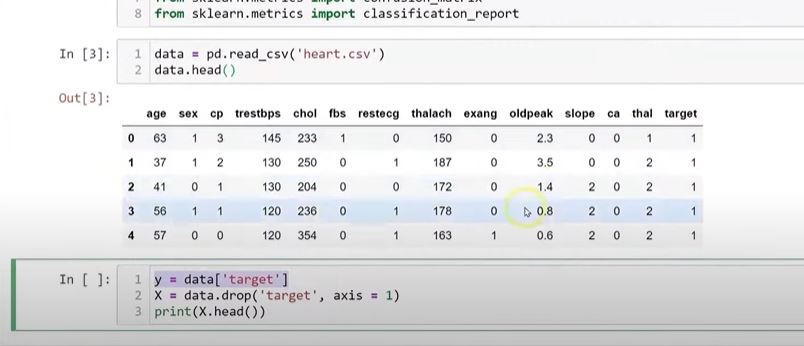 8 from sklearn.metrics import classification_report
In [3]: 1 data = pd.read_csv('heart.csv')
2 data.head()
Out[3]:
age sex cp trestbps chol fbs restecg thalach exang oldpeak slope ca thal target
0 63 1 3 145 233 1 0 150 0 2.3 0 0 1 1
1 37 1 2 130 250 0 1 187 0 3.5 0 0 2 1
2 41 0 1 130 204 0 0 172 0 1.4 2 0 2 1
3 56 1 1 120 236 0 1 178 0 0.8 2 0 2 1
4 57 0 0 120 354 0 1 163 1 0.6 2 0 2 1
In [ ]: 1 y = data['target']
2 X = data.drop('target', axis = 1)
3 print(X.head())